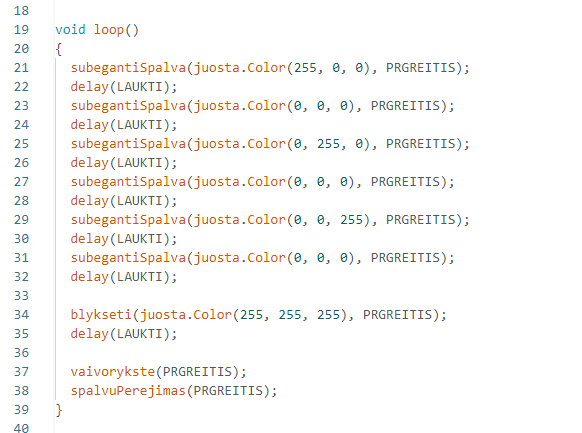 18
19 void loop()
20 {
21   subegantiSpalva(juosta.Color(255, 0, 0), PRGREITIS);
22   delay(LAUKTI);
23   subegantiSpalva(juosta.Color(0, 0, 0), PRGREITIS);
24   delay(LAUKTI);
25   subegantiSpalva(juosta.Color(0, 255, 0), PRGREITIS);
26   delay(LAUKTI);
27   subegantiSpalva(juosta.Color(0, 0, 0), PRGREITIS);
28   delay(LAUKTI);
29   subegantiSpalva(juosta.Color(0, 0, 255), PRGREITIS);
30   delay(LAUKTI);
31   subegantiSpalva(juosta.Color(0, 0, 0), PRGREITIS);
32   delay(LAUKTI);
33
34   blykseti(juosta.Color(255, 255, 255), PRGREITIS);
35   delay(LAUKTI);
36
37   vaivorykste(PRGREITIS);
38   spalvuPerejimas(PRGREITIS);
39 }
40